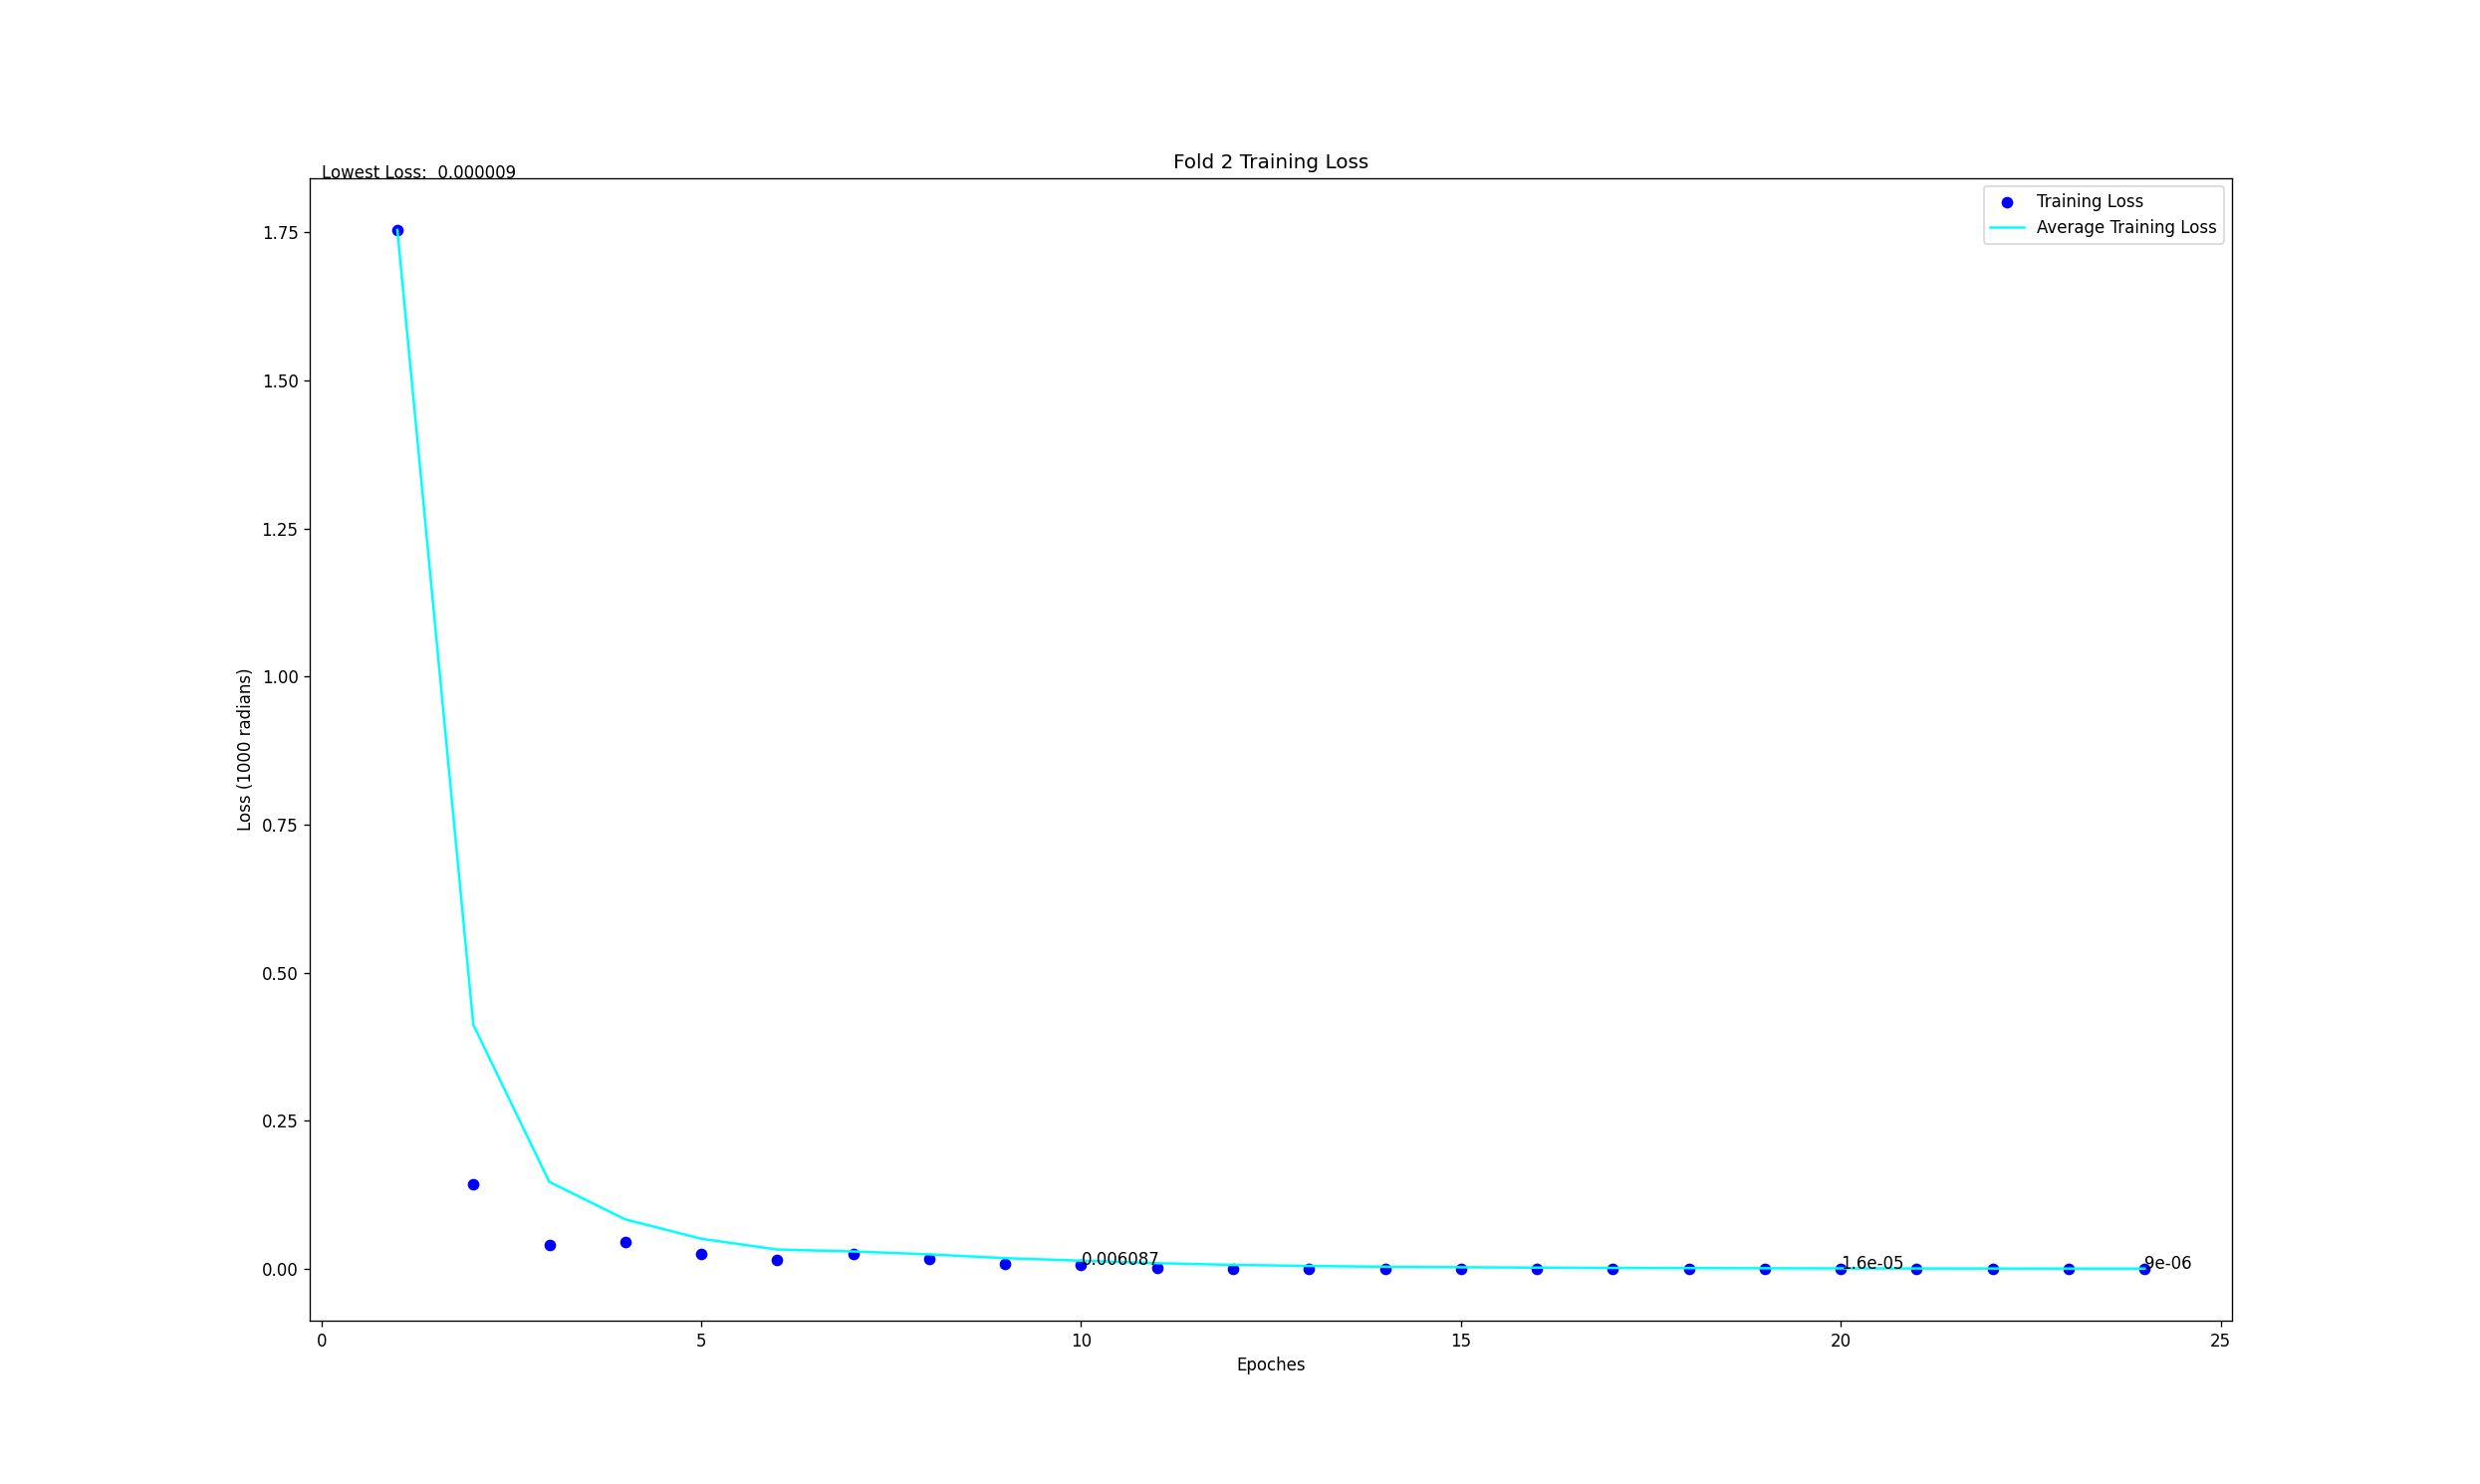 Fold 2 Training Loss
Lowest Loss:  0.000009
Training Loss
Average Training Loss
1.75
1.50
1.25
1.00
0.75
0.50
0.25
0.00
Loss (1000 radians)
0.006087
1.6e-05
9e-06
0 5 10 15 20 25
Epoches